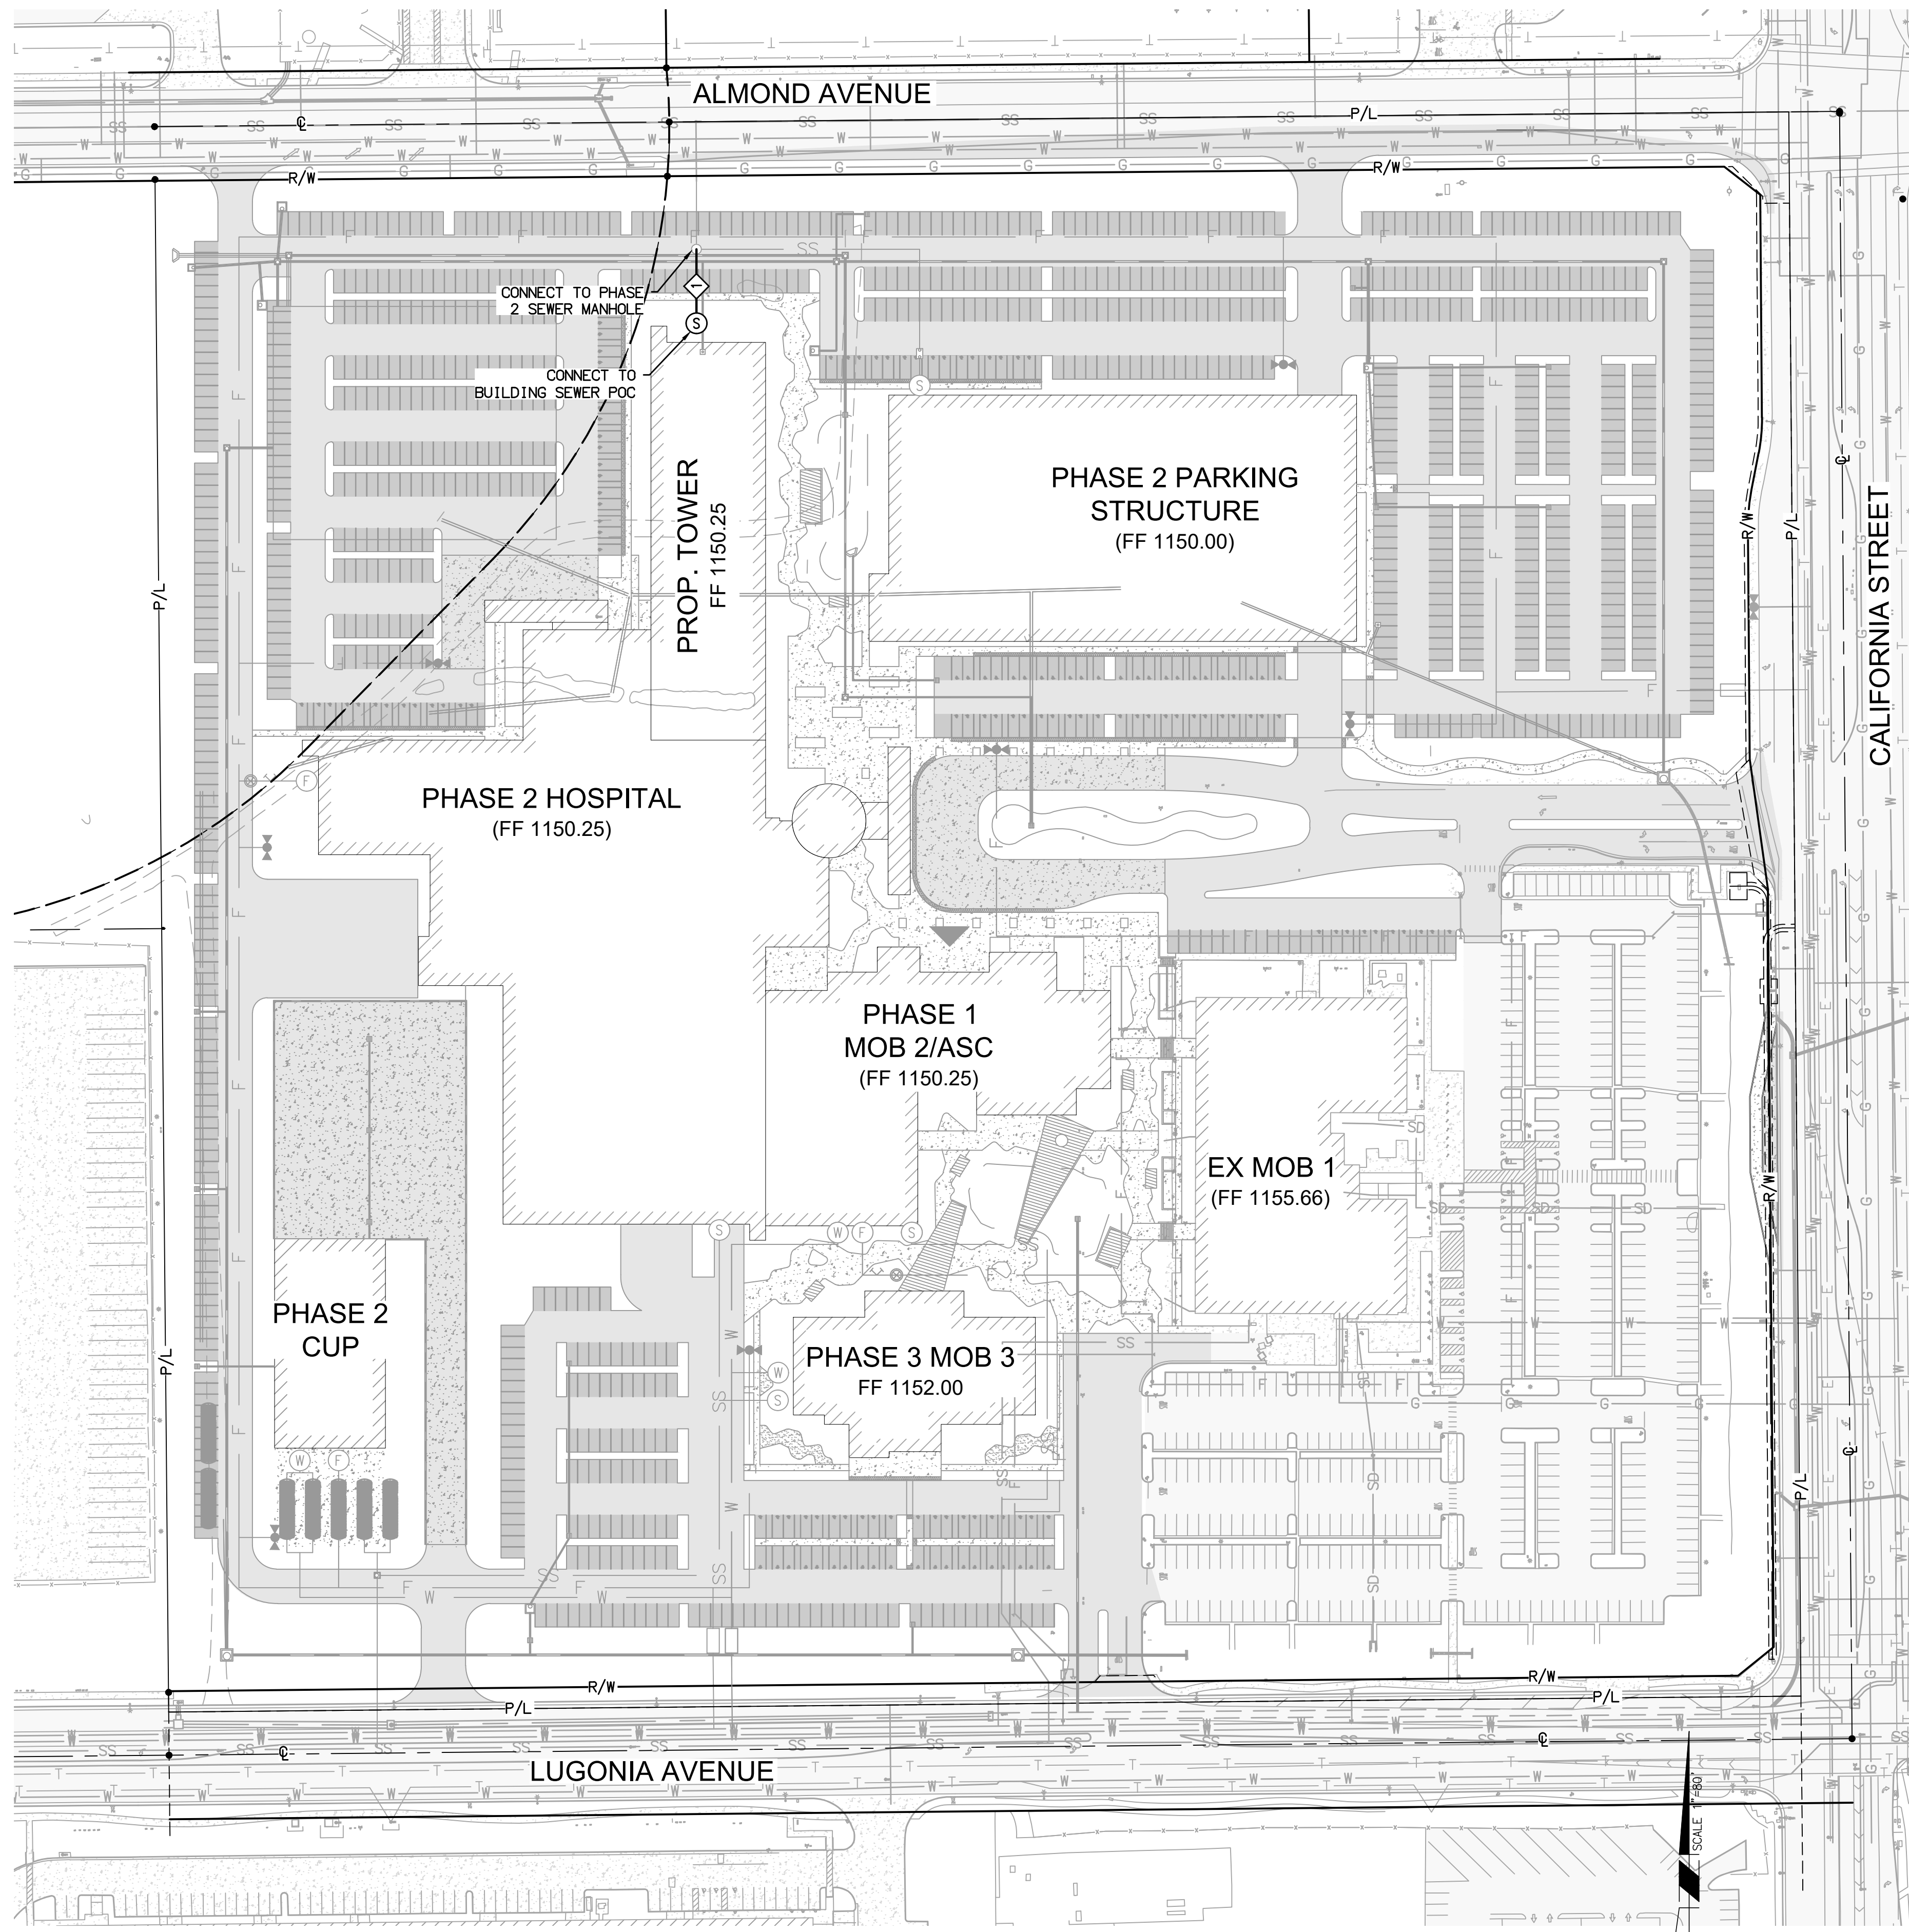 ALMOND AVENUE
P/L
R/W
R/W
CONNECT TO PHASE
2 SEWER MANHOLE
1
S
CONNECT TO
BUILDING SEWER POC
PROP. TOWER
FF 1150.25
PHASE 2 PARKING
STRUCTURE
(FF 1150.00)
CALIFORNIA STREET
R/W
P/L
P/L
PHASE 2 HOSPITAL
(FF 1150.25)
PHASE 1
MOB 2/ASC
(FF 1150.25)
EX MOB 1
(FF 1155.66)
R/W
PHASE 2
CUP
PHASE 3 MOB 3
FF 1152.00
P/L
P/L
R/W
R/W
P/L
P/L
LUGONIA AVENUE
SCALE 1"=80'